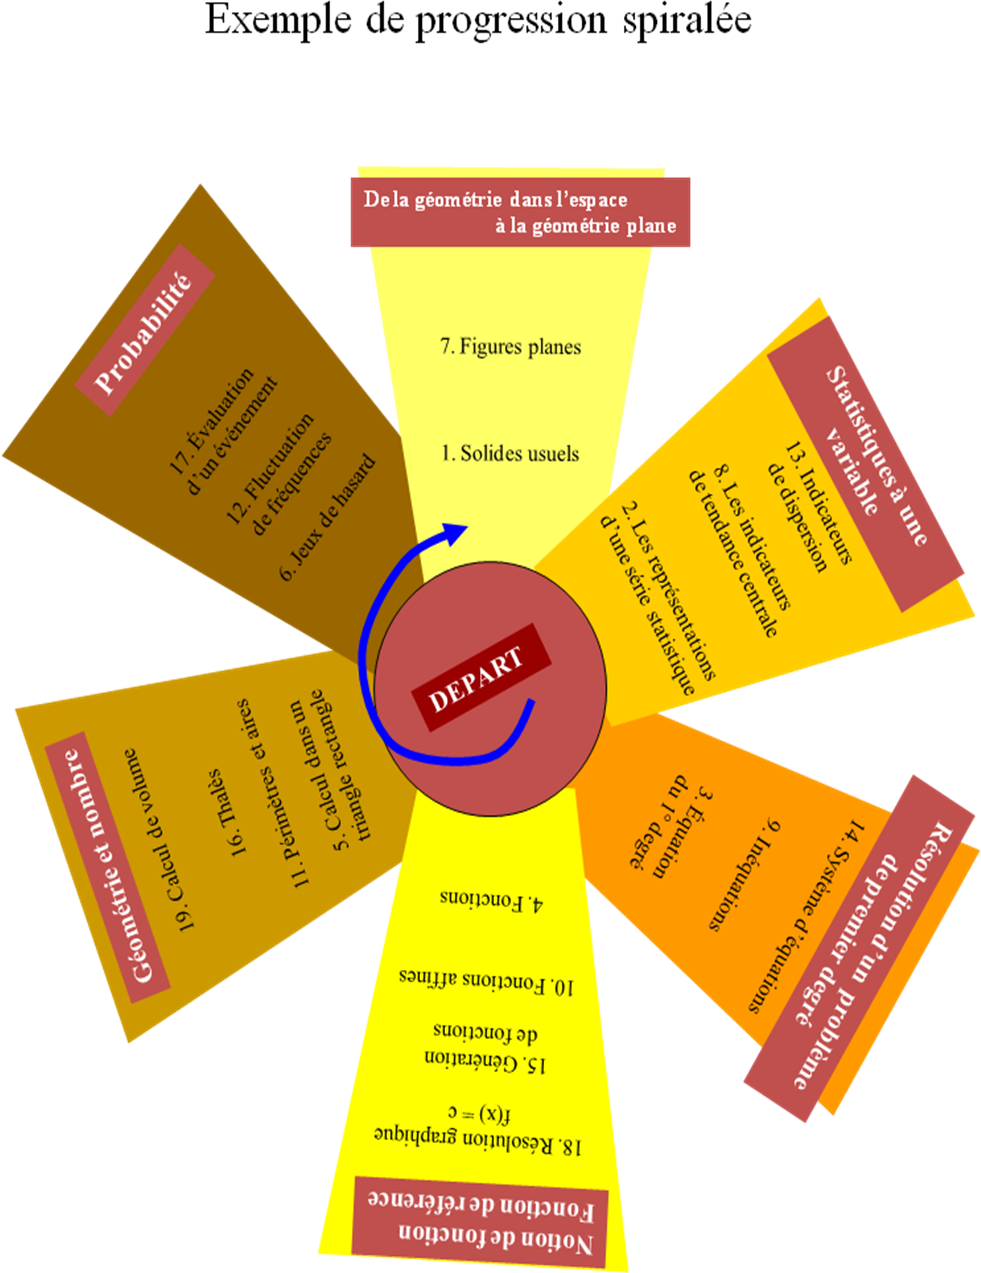 Exemple de progression spiralée
De la géométrie dans l'espace
à la géométrie plane
7. Figures planes
1. Solides usuels
Statistiques à une
variable
13. Indicateurs
de dispersion
8. Les indicateurs
de tendance centrale
2. Les représentations
d'une série statistique
Résolution d'un problème
de premier degré
14. Système d'équations
9. Inéquations
3. Équation
du 1° degré
Notion de fonction
Fonction de référence
18. Résolution graphique
f(x) = c
15. Génération
de fonctions
10. Fonctions affines
4. Fonctions
Géométrie et nombre
19. Calcul de volume
16. Thalès
11. Périmètres et aires
5. Calcul dans un
triangle rectangle
Probabilité
17. Évaluation
d'un évènement
12. Fluctuation
de fréquences
6. Jeux de hasard
DEPART